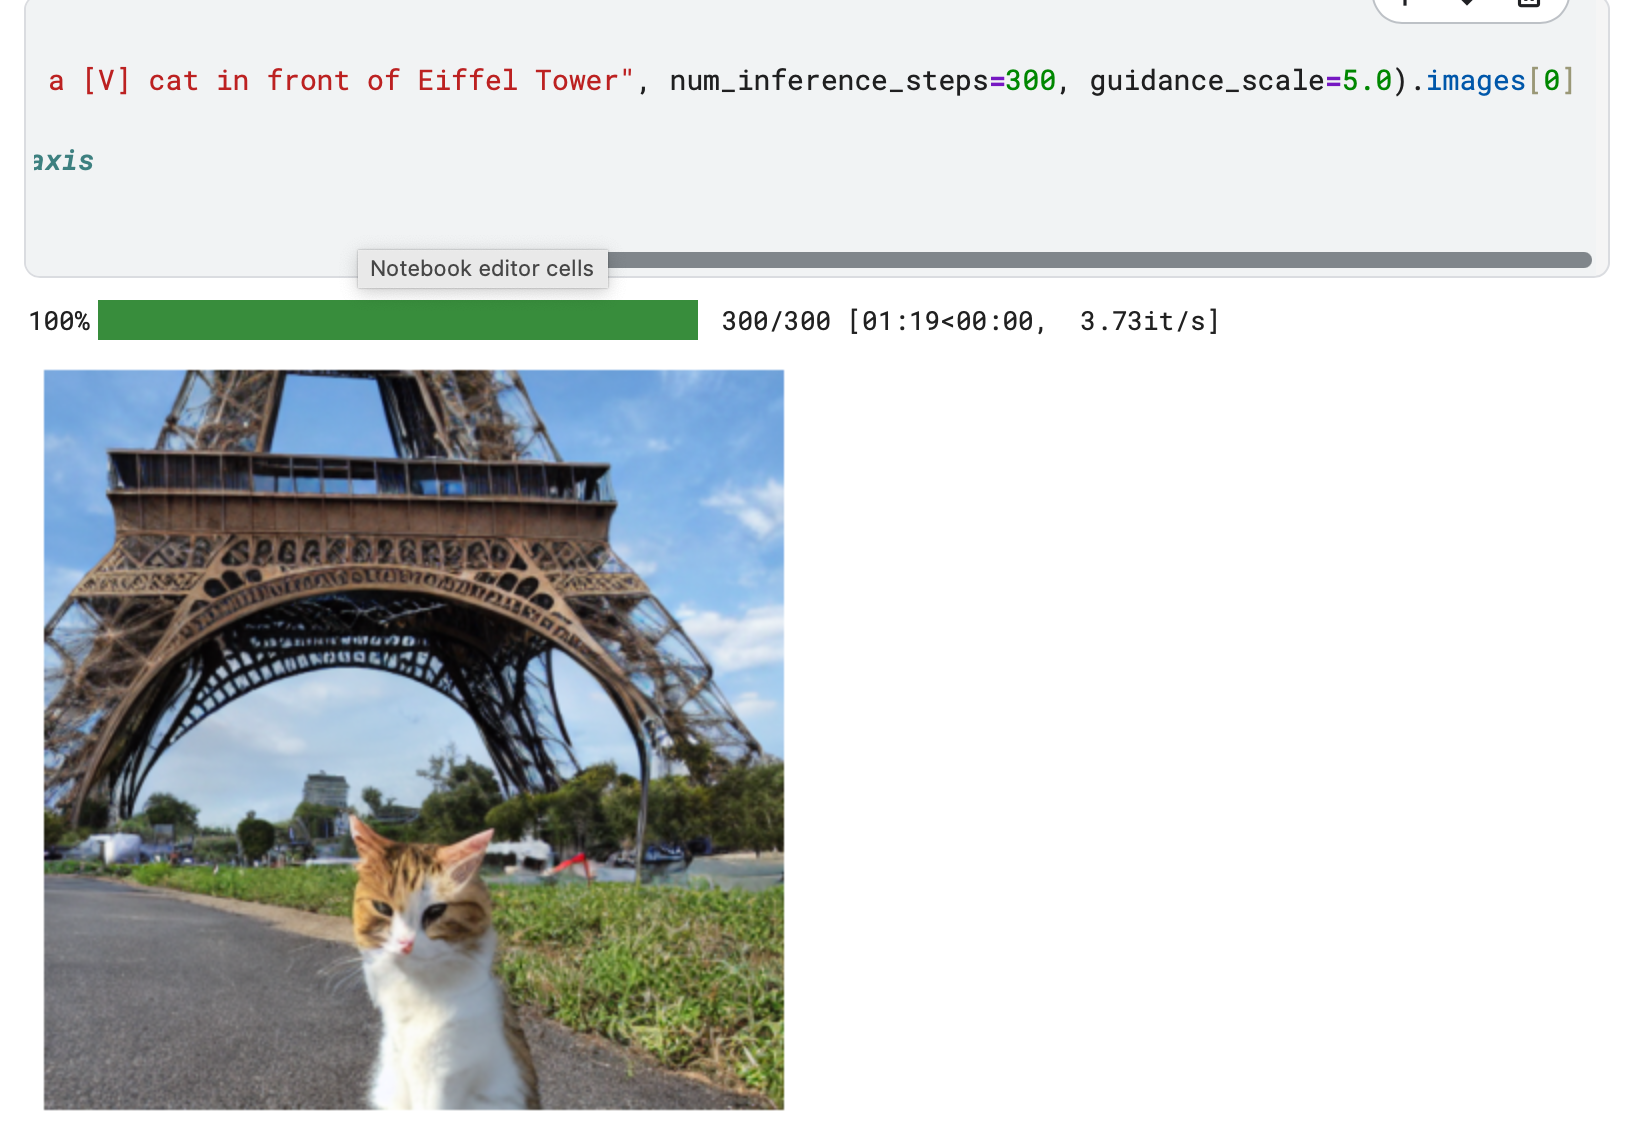 a [V] cat in front of Eiffel Tower", num_inference_steps=300, guidance_scale=5.0).images[0]
axis
Notebook editor cells
100% 300/300 [01:19<00:00, 3.73it/s]